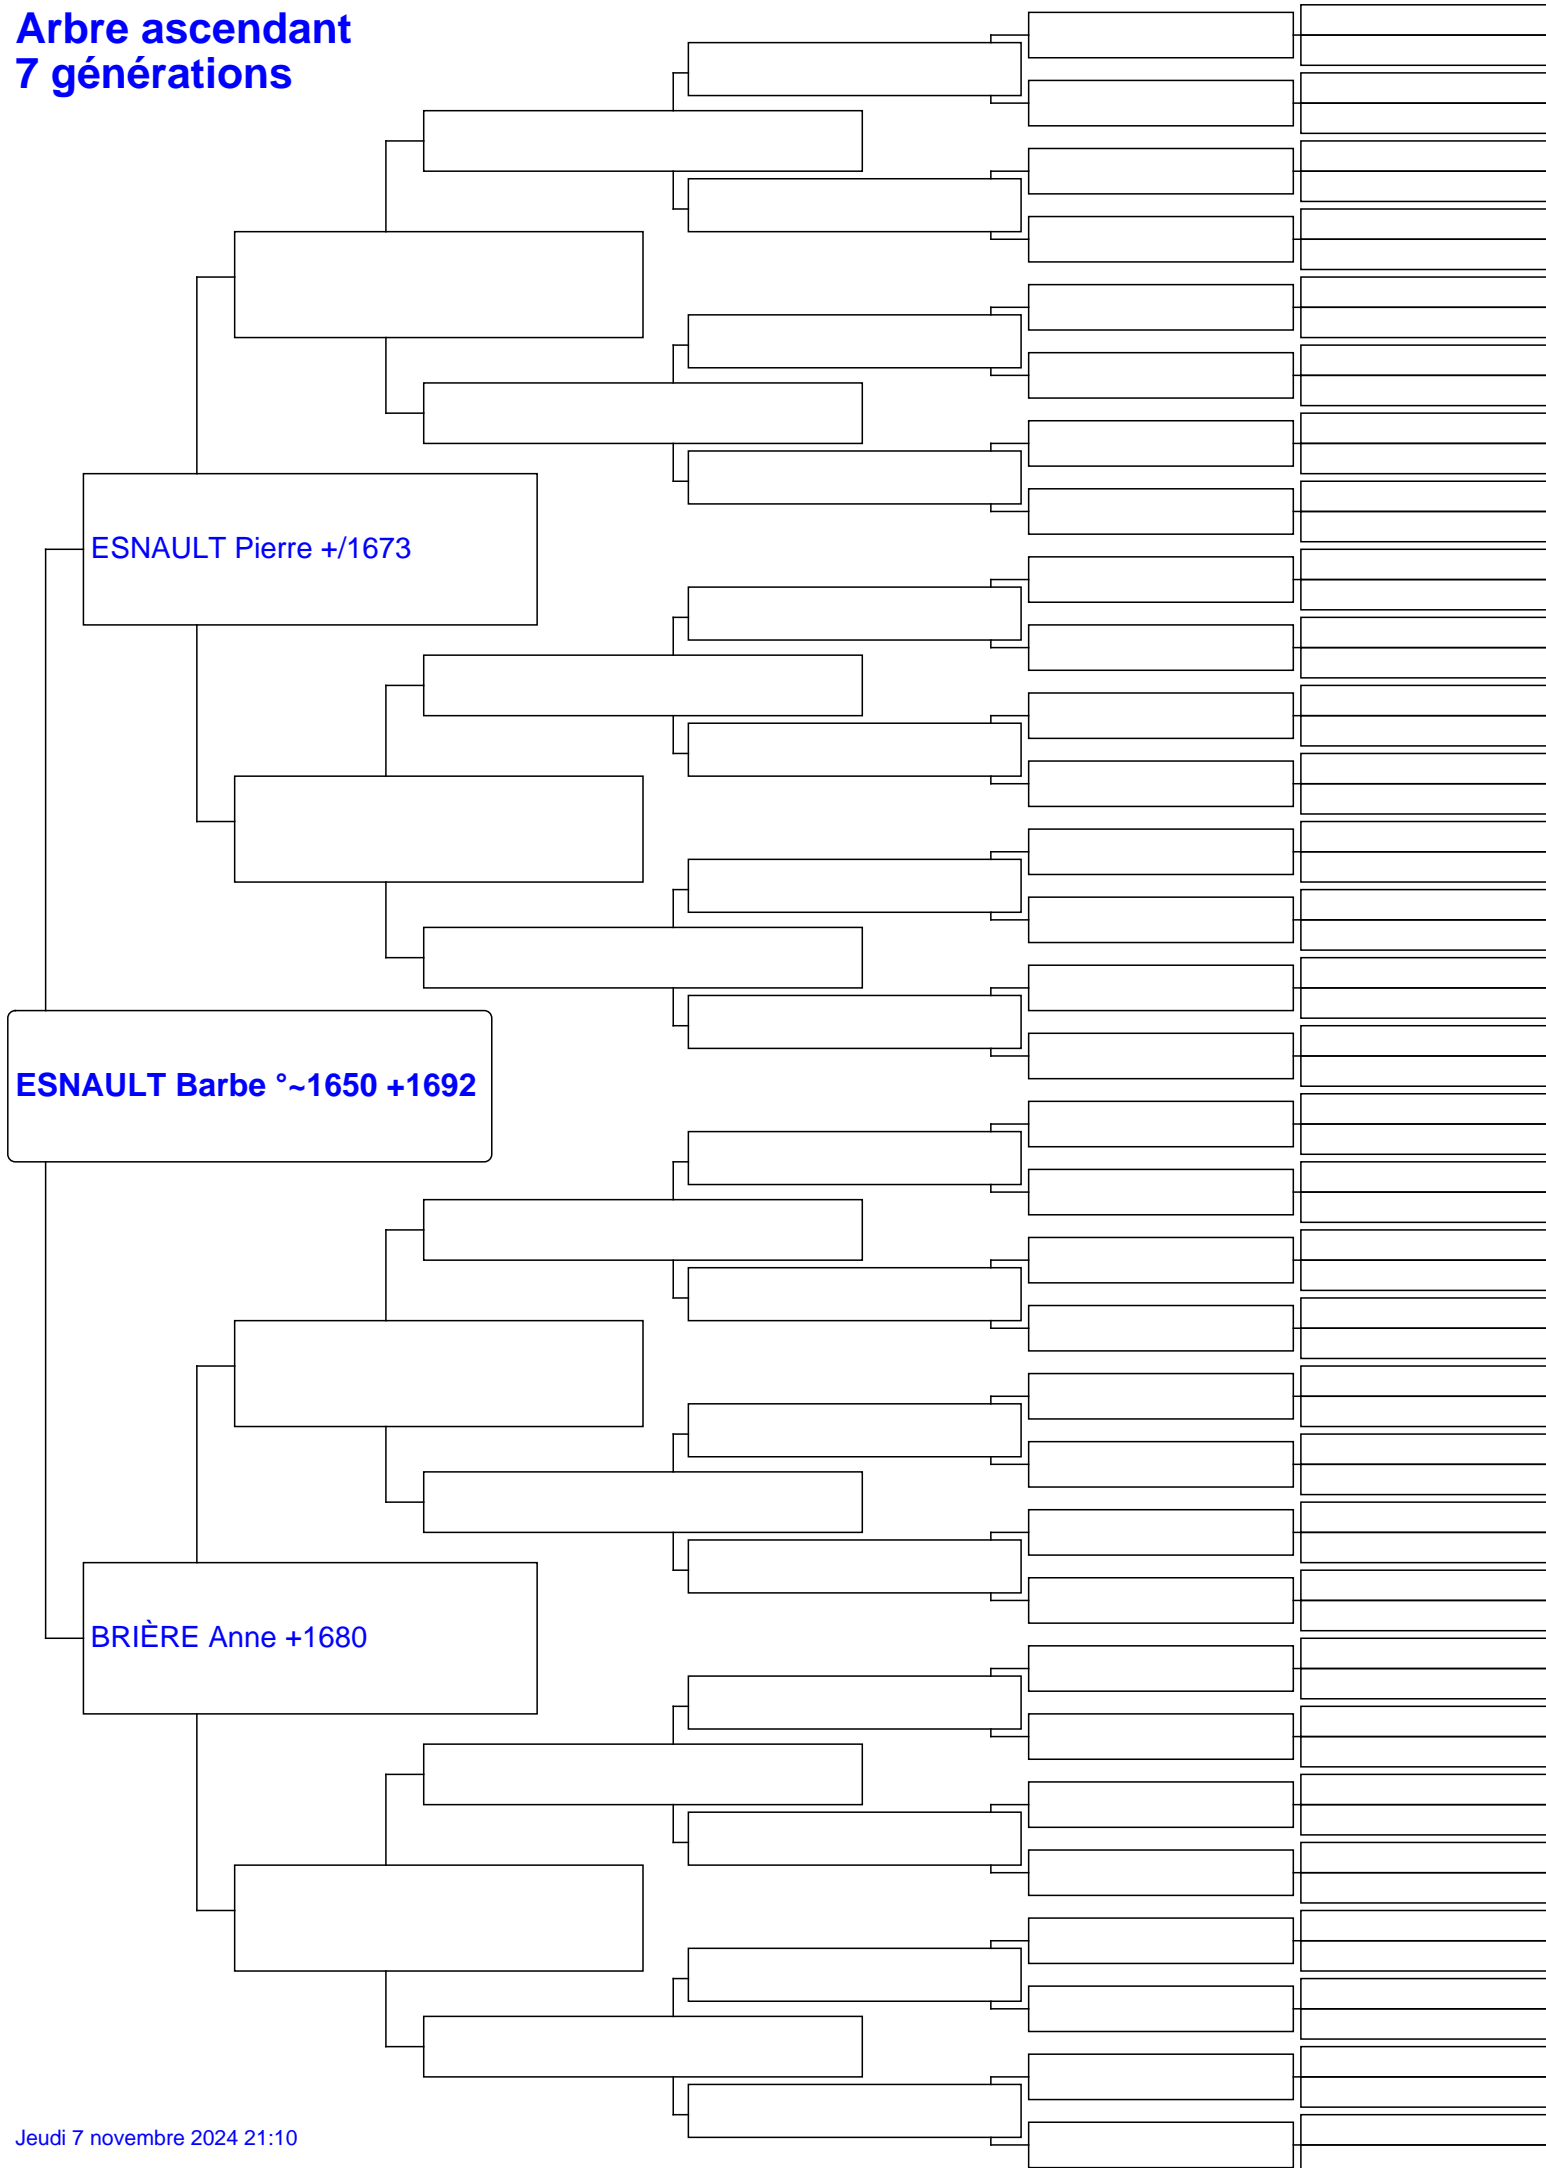 Arbre ascendant
7 générations
ESNAULT Pierre +/1673
ESNAULT Barbe °~1650 +1692
BRIÈRE Anne +1680
Jeudi 7 novembre 2024 21:10